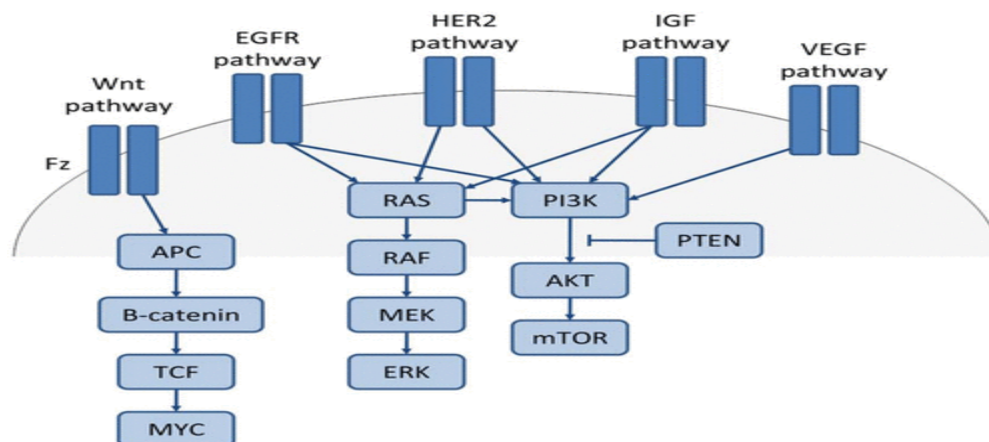 HER2
pathway
IGF
pathway
EGFR
pathway
VEGF
pathway
Wnt
pathway
Fz
RAS
PI3K
APC
RAF
PTEN
AKT
B-catenin
MEK
mTOR
TCF
ERK
MYC